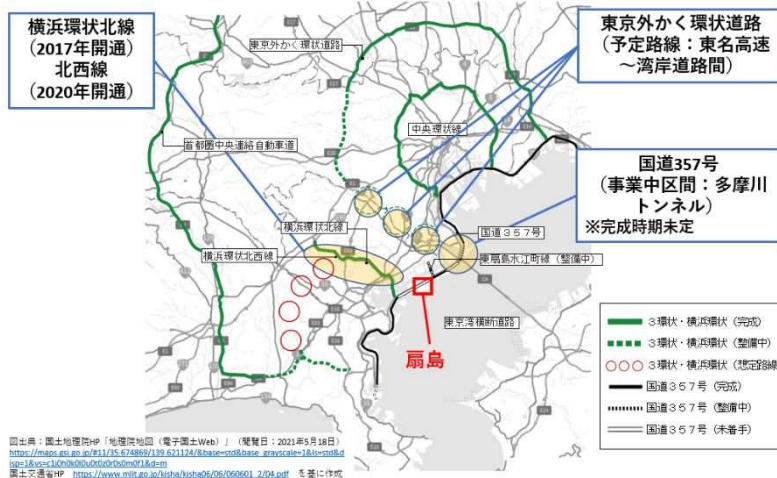 横浜環状北線
(2017年開通)
北西線
(2020年開通)
東京外かく環状道路
東京外かく環状道路
(予定路線:東名高速
~湾岸道路間)
中央環状線
首都圏中央連絡自動車道
国道357号
(事業中区間:多摩川
トンネル)
※完成時期未定
横浜環状北線
国道357号
横浜環状北西線
東扇島水江町線(整備中)
扇島
東京湾横断道路
3環状・横浜環状(完成)
3環状・横浜環状(整備中)
3環状・横浜環状(想定路線)
国道357号(完成)
国道357号(整備中)
国道357号(未着手)
図出典:国土地理院HP「地理院地図(電子国土Web)」(閲覧日:2021年5月18日)
国土交通省HP https://www.mlit.go.jp/kisha/kisha06/06/060601_2/04.pdf を基に作成